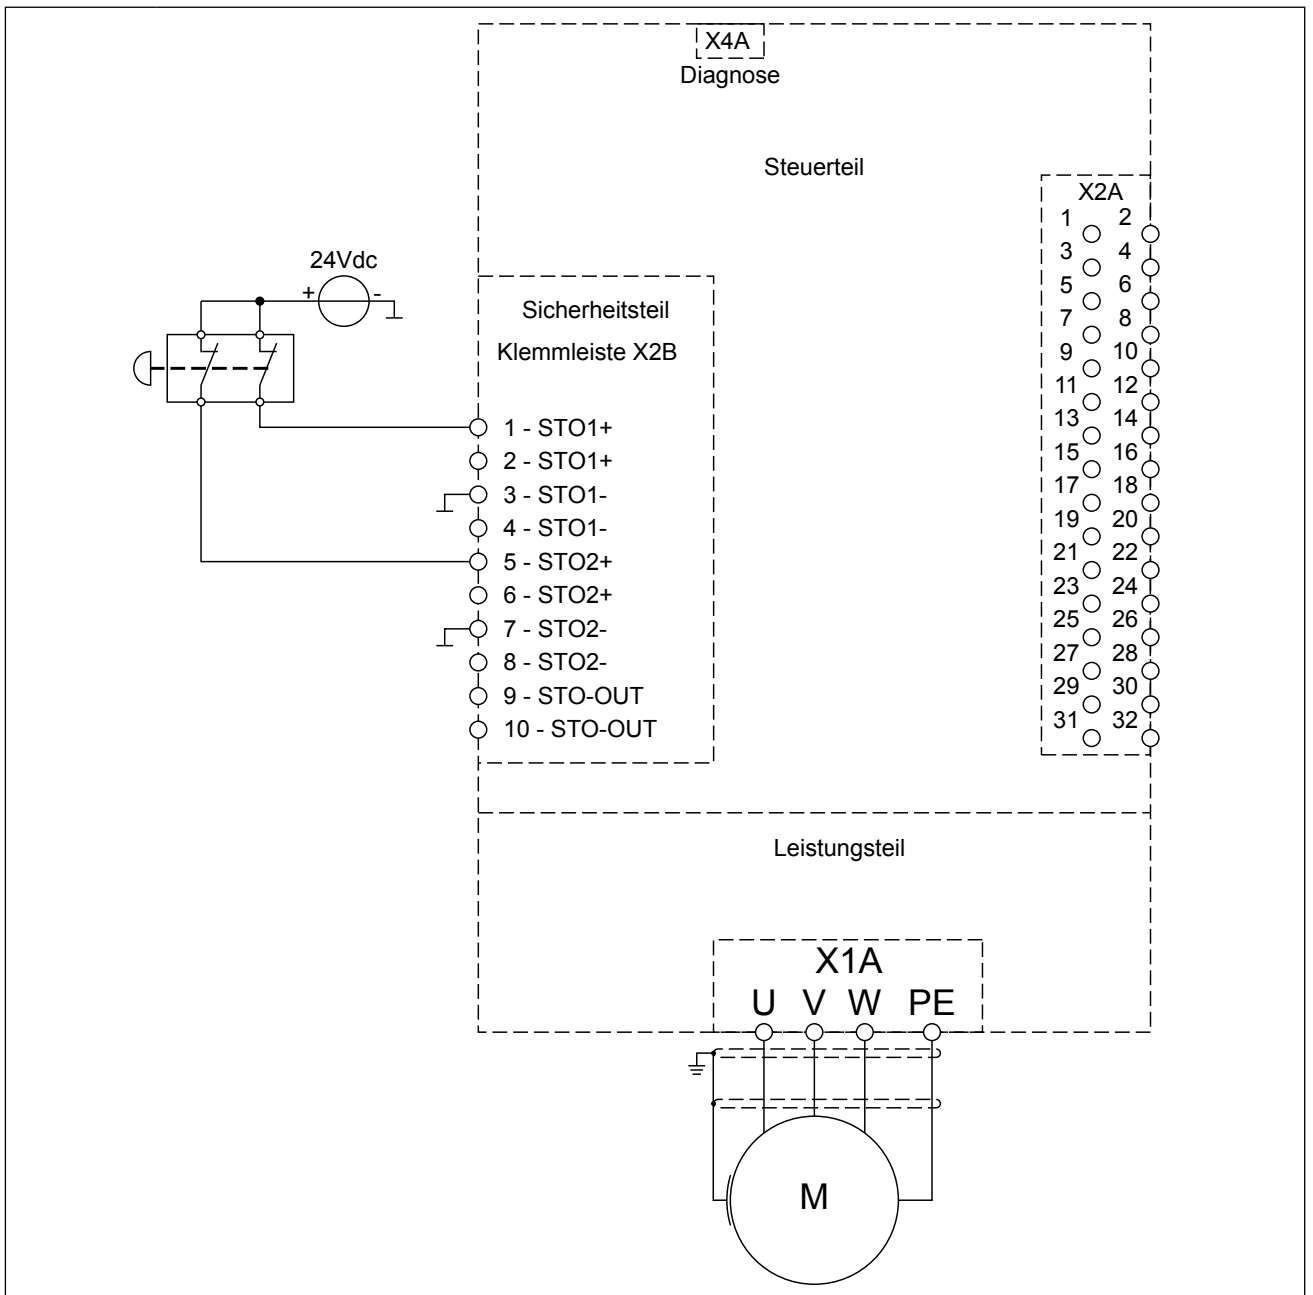 X4A
Diagnose
Steuerteil
24Vdc
+ -
Sicherheitsteil
Klemmleiste X2B
1 - STO1+
2 - STO1+
3 - STO1-
4 - STO1-
5 - STO2+
6 - STO2+
7 - STO2-
8 - STO2-
9 - STO-OUT
10 - STO-OUT
X2A
1 2
3 4
5 6
7 8
9 10
11 12
13 14
15 16
17 18
19 20
21 22
23 24
25 26
27 28
29 30
31 32
Leistungsteil
X1A
U V W PE
M